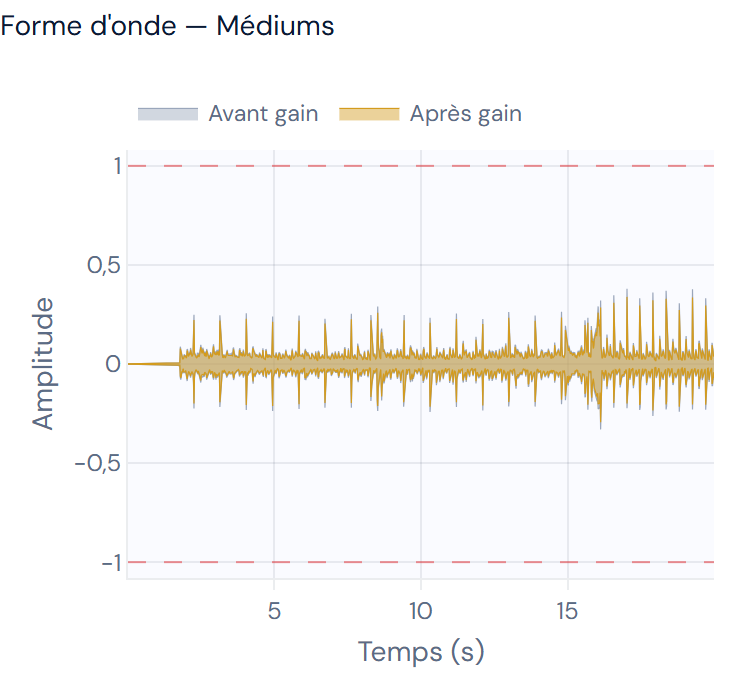 Forme d'onde — Médiums
Avant gain
Après gain
1
0,5
0
−0,5
−1
Amplitude
5
10
15
Temps (s)